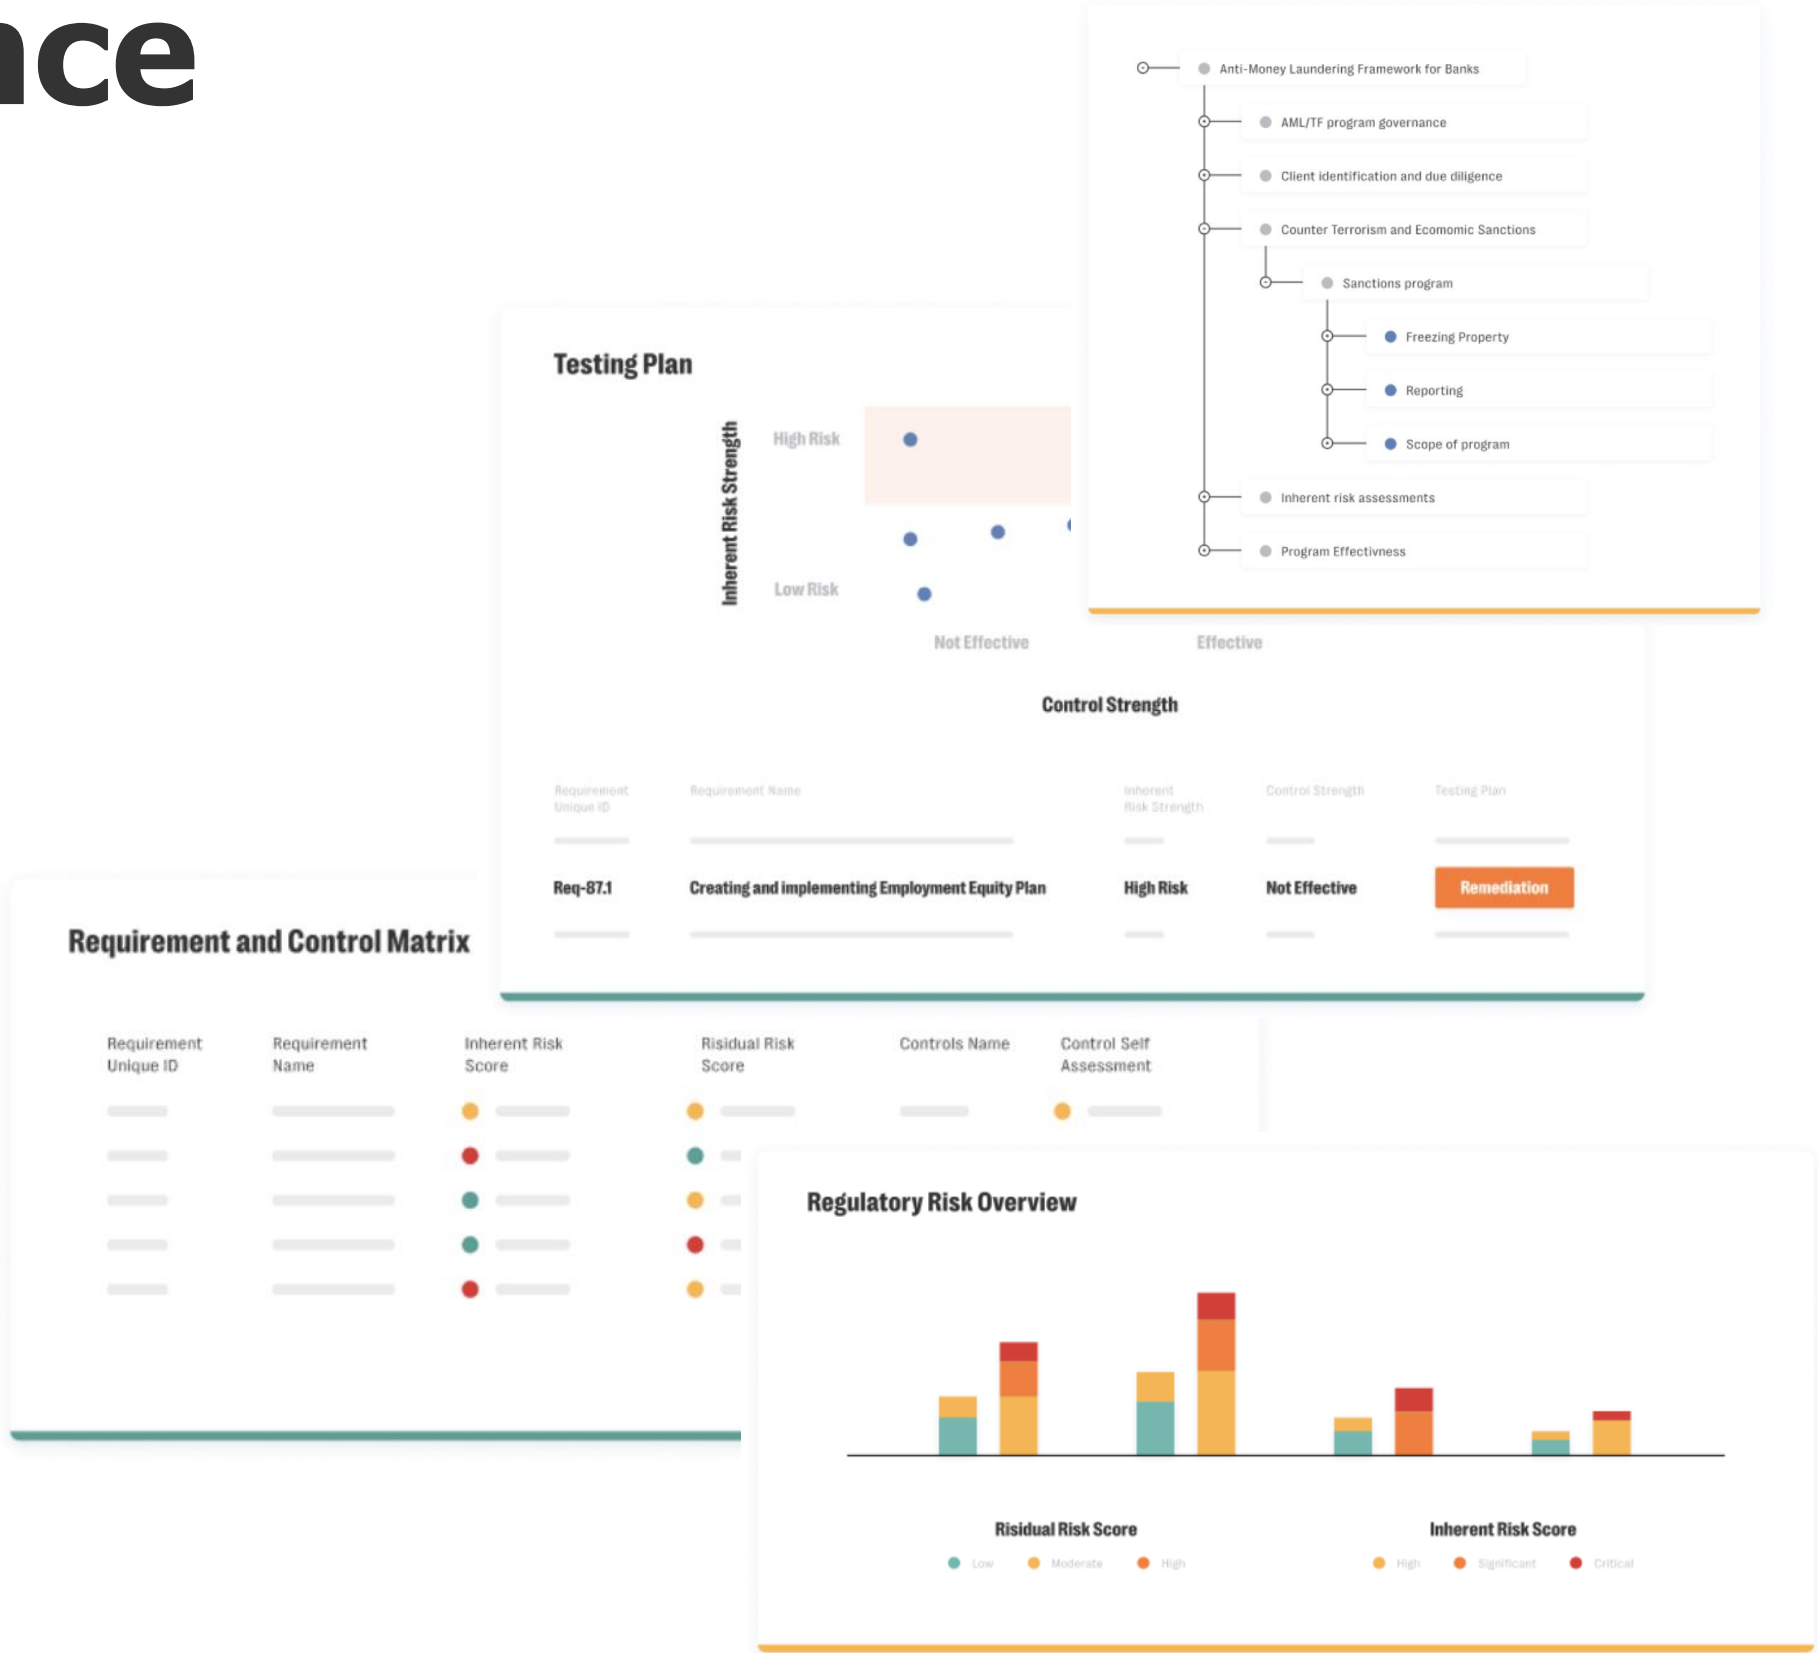 nce
Anti-Money Laundering Framework for Banks
AML/TF program governance
Client identification and due diligence
Counter Terrorism and Ecomomic Sanctions
Sanctions program
Freezing Property
Reporting
Scope of program
Inherent risk assessments
Program Effectivness
Testing Plan
Inherent Risk Strength
High Risk
Low Risk
Not Effective
Effective
Control Strength
Requirement
Unique ID
Requirement Name
Inherent
Risk Strength
Control Strength
Testing Plan
Req-87.1
Creating and implementing Employment Equity Plan
High Risk
Not Effective
Remediation
Requirement and Control Matrix
Requirement
Unique ID
Requirement
Name
Inherent Risk
Score
Risidual Risk
Score
Controls Name
Control Self
Assessment
Regulatory Risk Overview
Risidual Risk Score
Low
Moderate
High
Inherent Risk Score
High
Significant
Critical